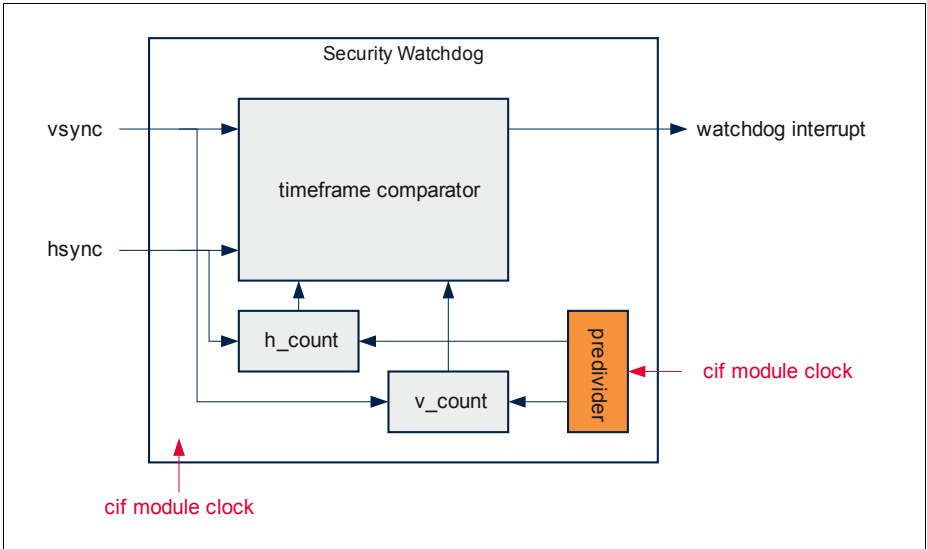 Security Watchdog
vsync
watchdog interrupt
timeframe comparator
hsync
h_count
predivider
cif module clock
v_count
cif module clock